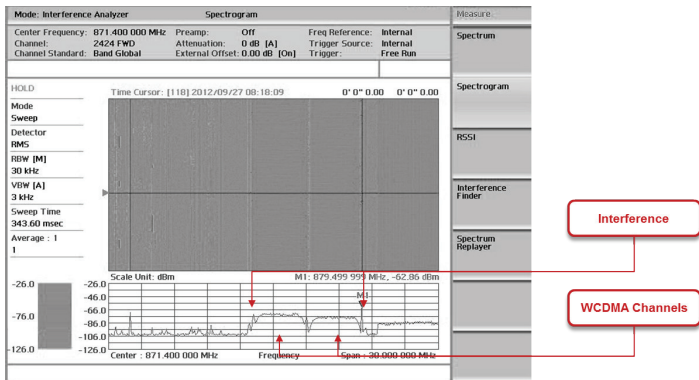 Mode: Interference Analyzer Spectrogram
Measure
Center Frequency: 871.400 000 MHz Preamp: Off Freq Reference: Internal
Channel: 2424 FWD Attenuation: 0 dB [A] Trigger Source: Internal
Channel Standard: Band Global External Offset: 0.00 dB [On] Trigger: Free Run
Spectrum
HOLD
Time Cursor: [118] 2012/09/27 08:18:09 0' 0" 0.00 0' 0" 0.00
Spectrogram
Mode
Sweep
Detector
RMS
RSSI
RBW [M]
30 kHz
VBW [A]
3 kHz
Interference
Finder
Sweep Time
343.60 msec
Interference
Average : 1
1
Spectrum
Replayer
Scale Unit: dBm M1: 879.499 999 MHz, -62.86 dBm
-26.0 -26.0
-46.0
M1
-66.0
-76.0
-86.0
WCDMA Channels
-106.0
-126.0 -126.0
Center : 871.400 000 MHz Frequency Span : 30.000 000 MHz